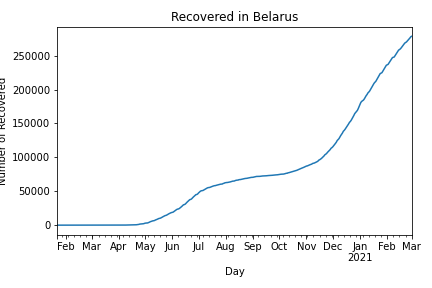 Recovered in Belarus
Number of Recovered
250000
200000
150000
100000
50000
0
Feb Mar Apr May Jun Jul Aug Sep Oct Nov Dec Jan Feb Mar
2021
Day